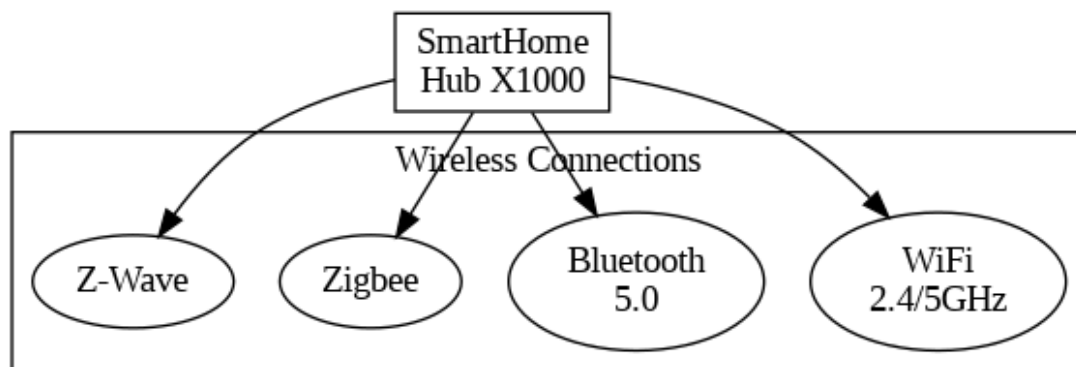 SmartHome
Hub X1000
Wireless Connections
Z-Wave
Zigbee
Bluetooth
5.0
WiFi
2.4/5GHz